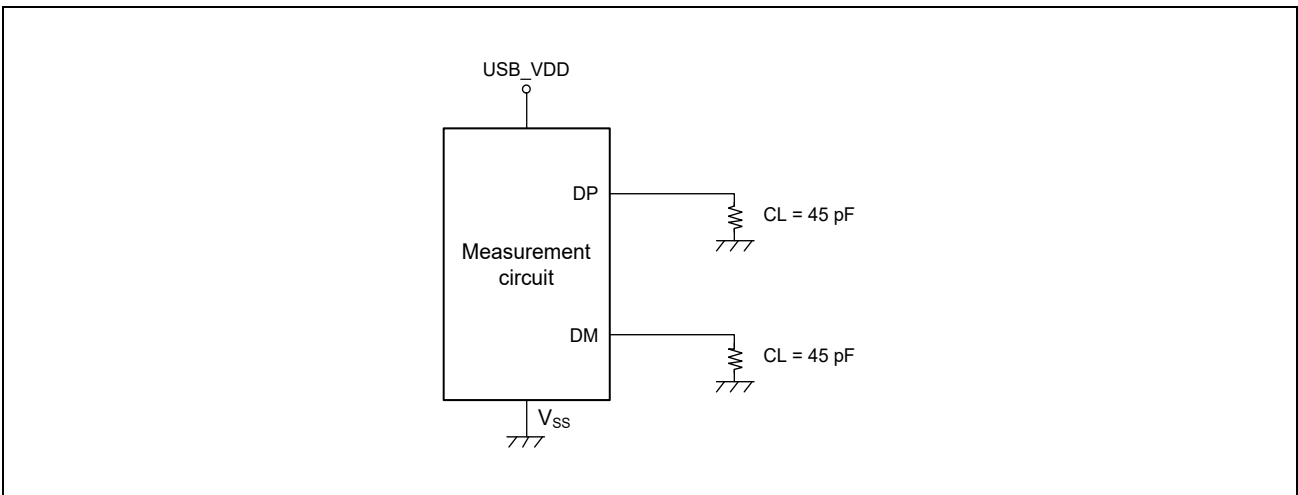 USB_VDD
DP
CL = 45 pF
Measurement
circuit
DM
CL = 45 pF
VSS